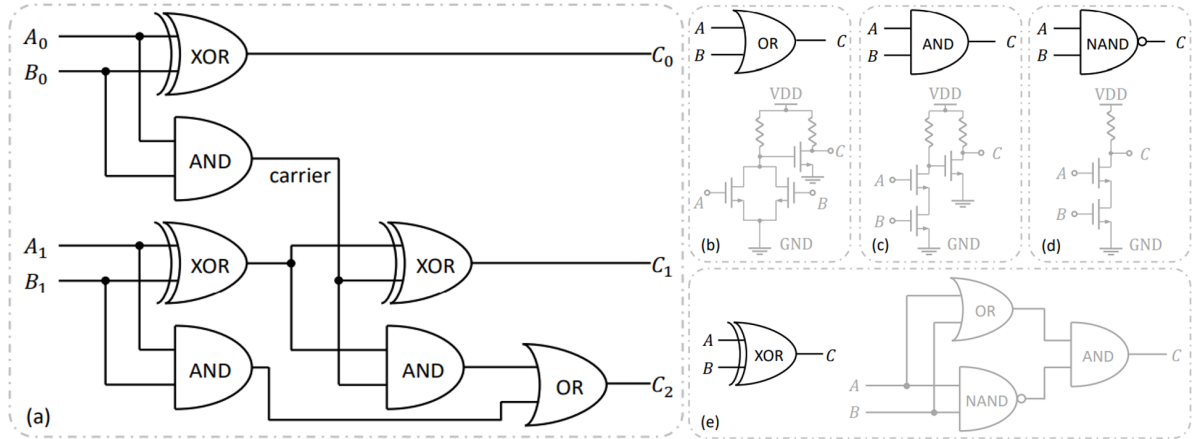 A₀
B₀
XOR
C₀
AND
carrier
A₁
B₁
XOR
XOR
C₁
AND
AND
OR
C₂
(a)
A
B
OR
C
VDD
C
A
B
(b)
GND
A
B
AND
C
VDD
C
A
B
(c)
GND
A
B
NAND
C
VDD
C
A
B
(d)
GND
A
B
XOR
C
OR
AND
C
A
NAND
B
(e)